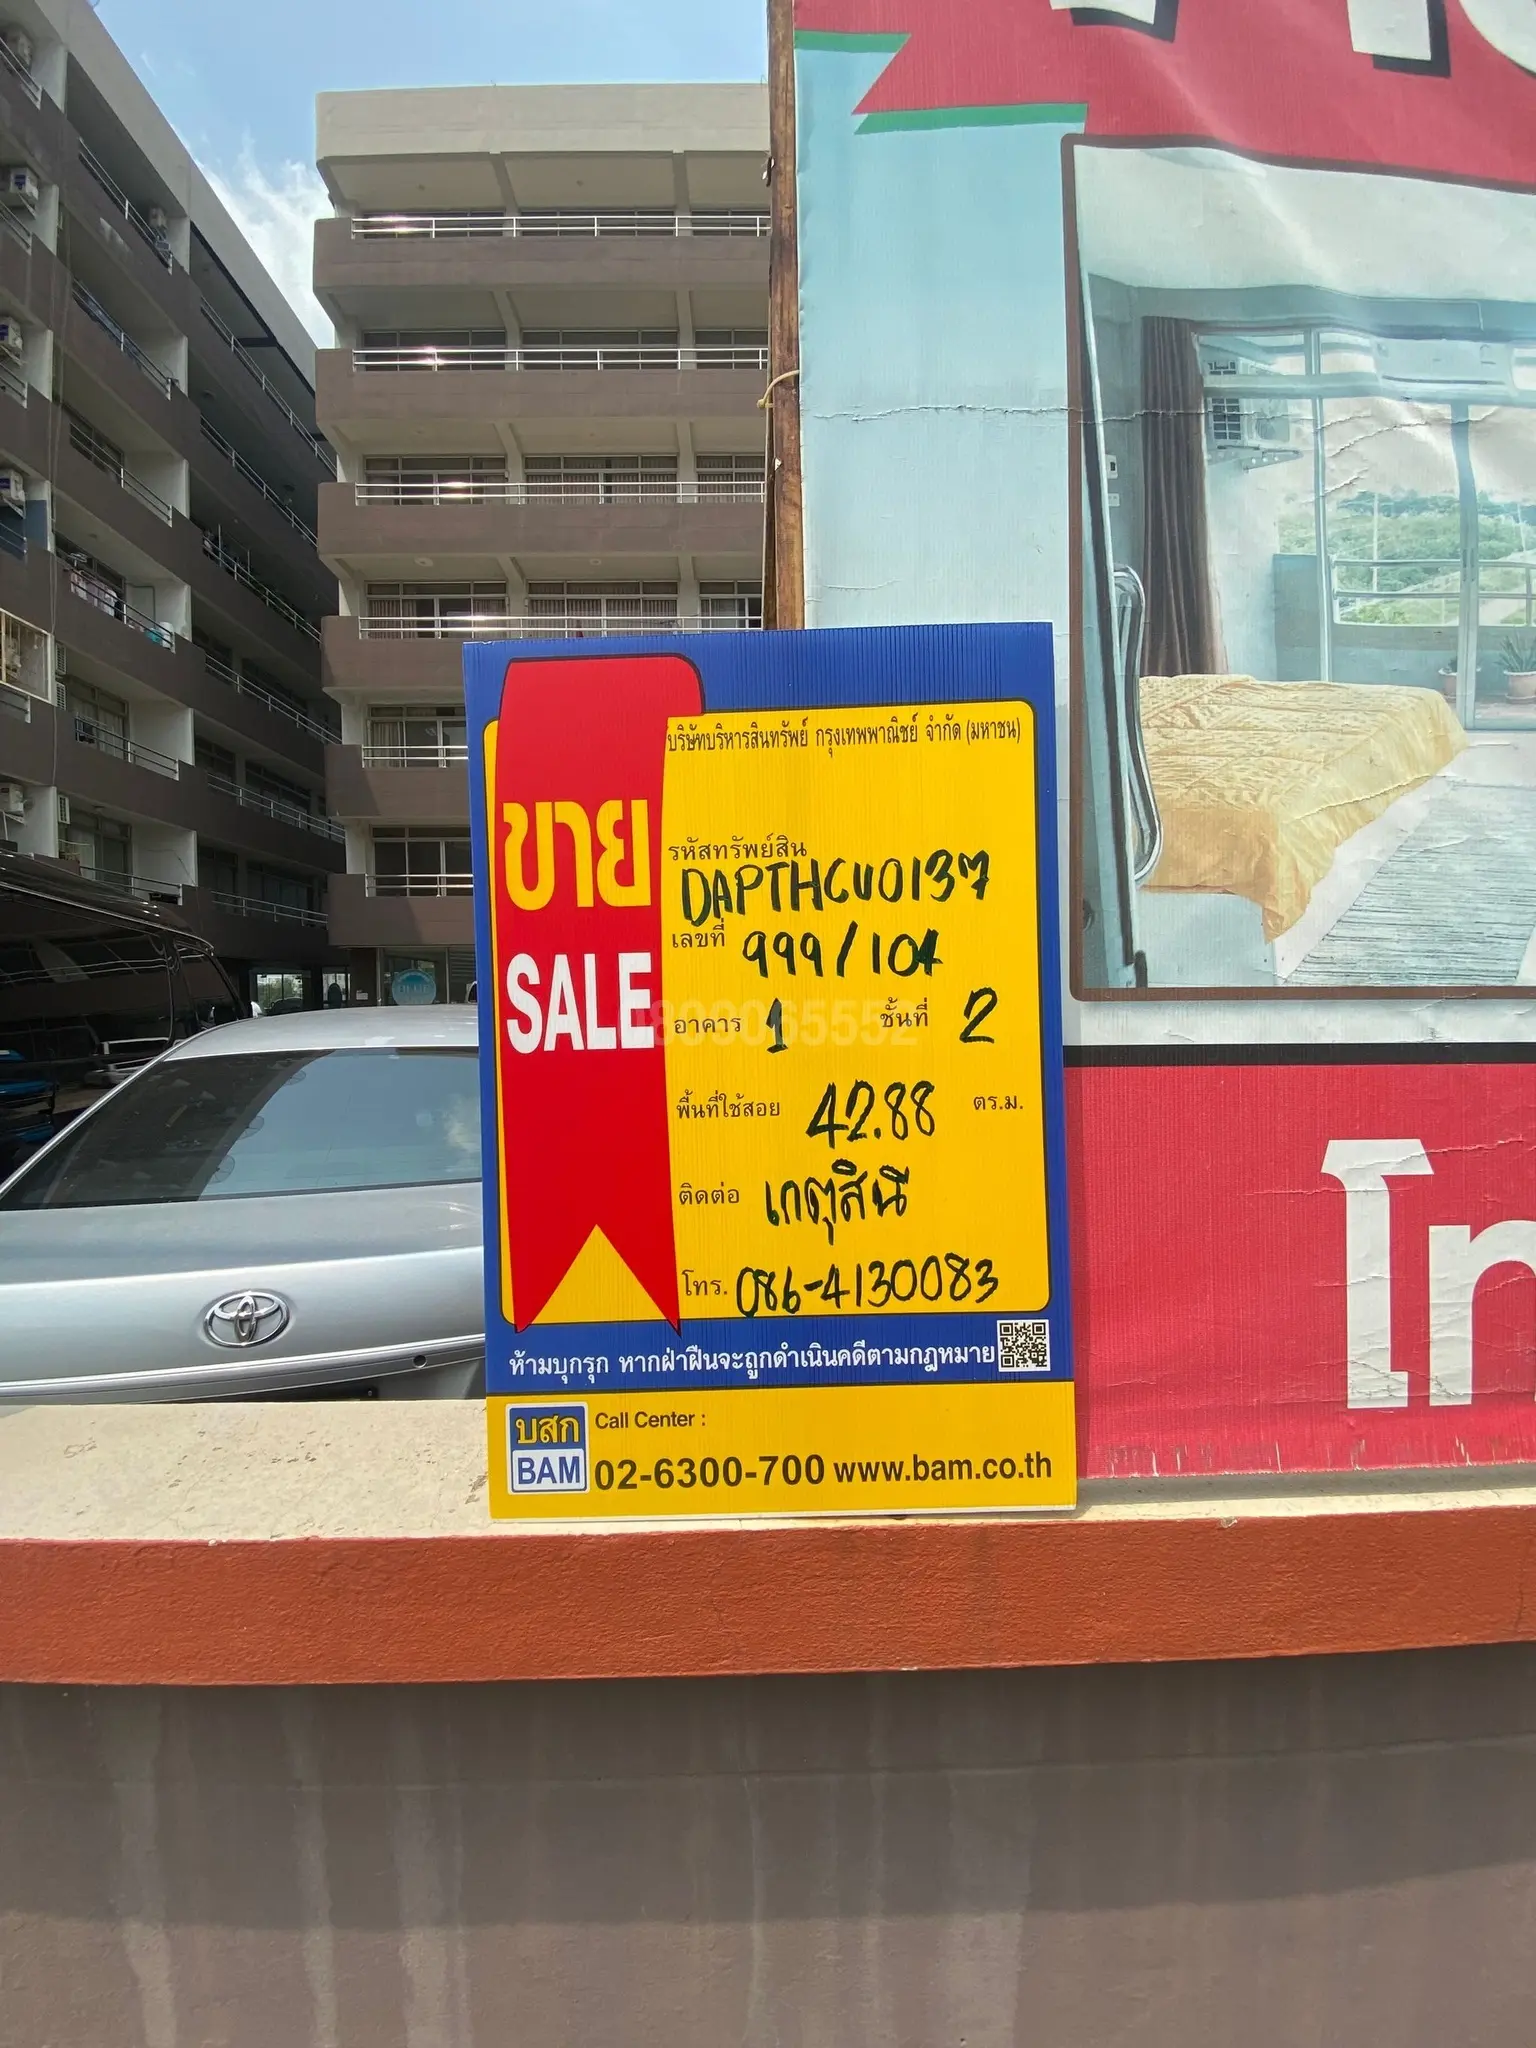 บริษัทบริหารสินทรัพย์ กรุงเทพพาณิชย์ จำกัด (มหาชน)
ขาย
SALE
รหัสทรัพย์สิน
DAPTHCU0137
เลขที่ 999/104
อาคาร 1 ชั้นที่ 2
พื้นที่ใช้สอย 42.88 ตร.ม.
ติดต่อ เกตุสินี
โทร. 086-4130083
ห้ามบุกรุก หากฝ่าฝืนจะถูกดำเนินคดีตามกฎหมาย
บสก
BAM
Call Center :
02-6300-700 www.bam.co.th